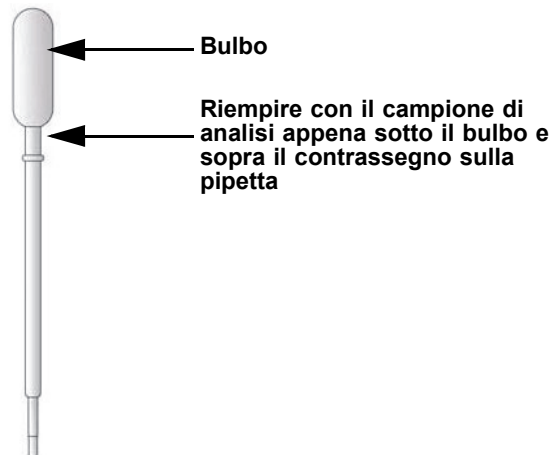 Bulbo
Riempire con il campione di
analisi appena sotto il bulbo e
sopra il contrassegno sulla
pipetta